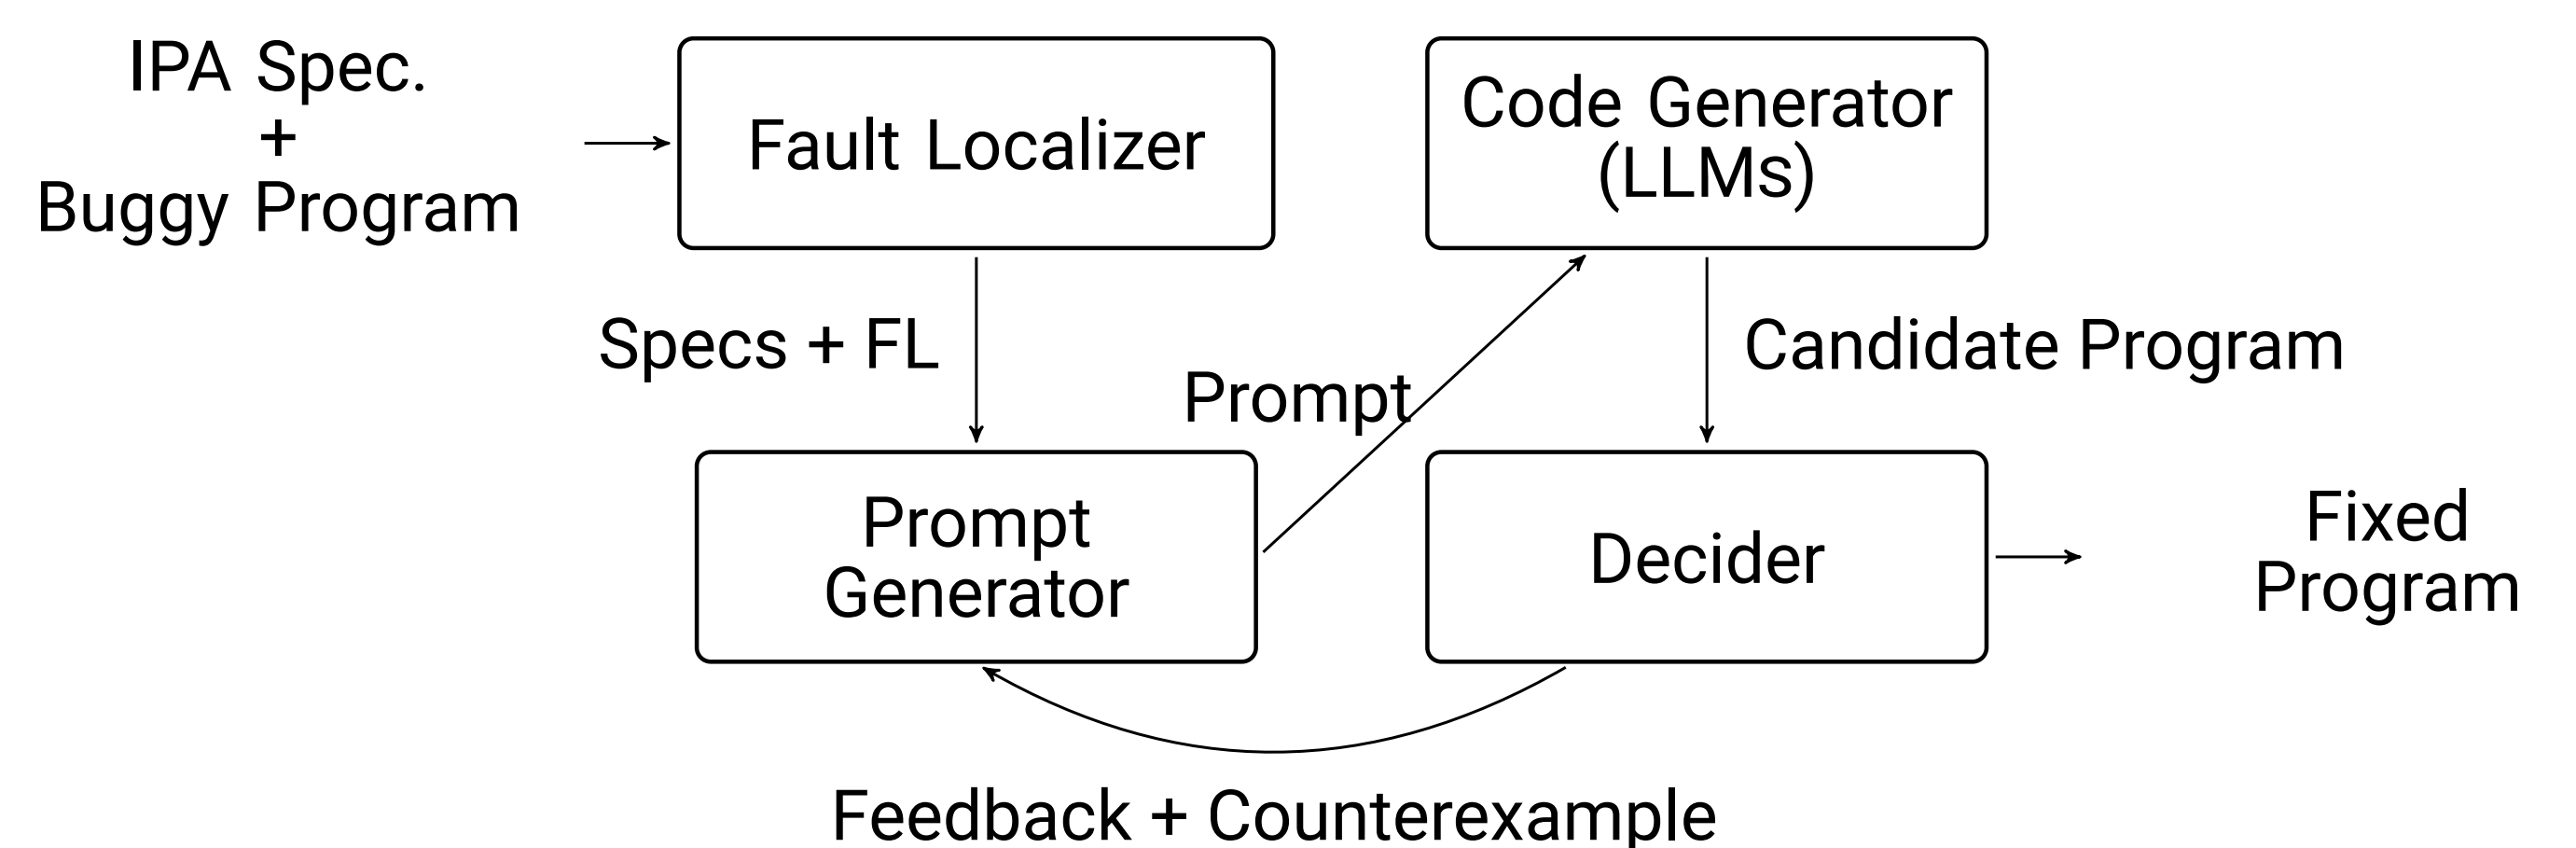 IPA Spec.
+
Buggy Program
Fault Localizer
Code Generator
(LLMs)
Specs + FL
Prompt
Candidate Program
Prompt
Generator
Decider
Fixed
Program
Feedback + Counterexample